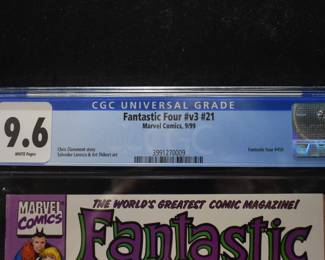 CGC UNIVERSAL GRADE
9.6
WHITE Pages
Fantastic Four #v3 #21
Marvel Comics, 9/99
Chris Claremont story
Salvador Larroca & Art Thibert art
Fantastic Four #450
3991270009
THE WORLD'S GREATEST COMIC MAGAZINE!
MARVEL
COMICS
Fantastic